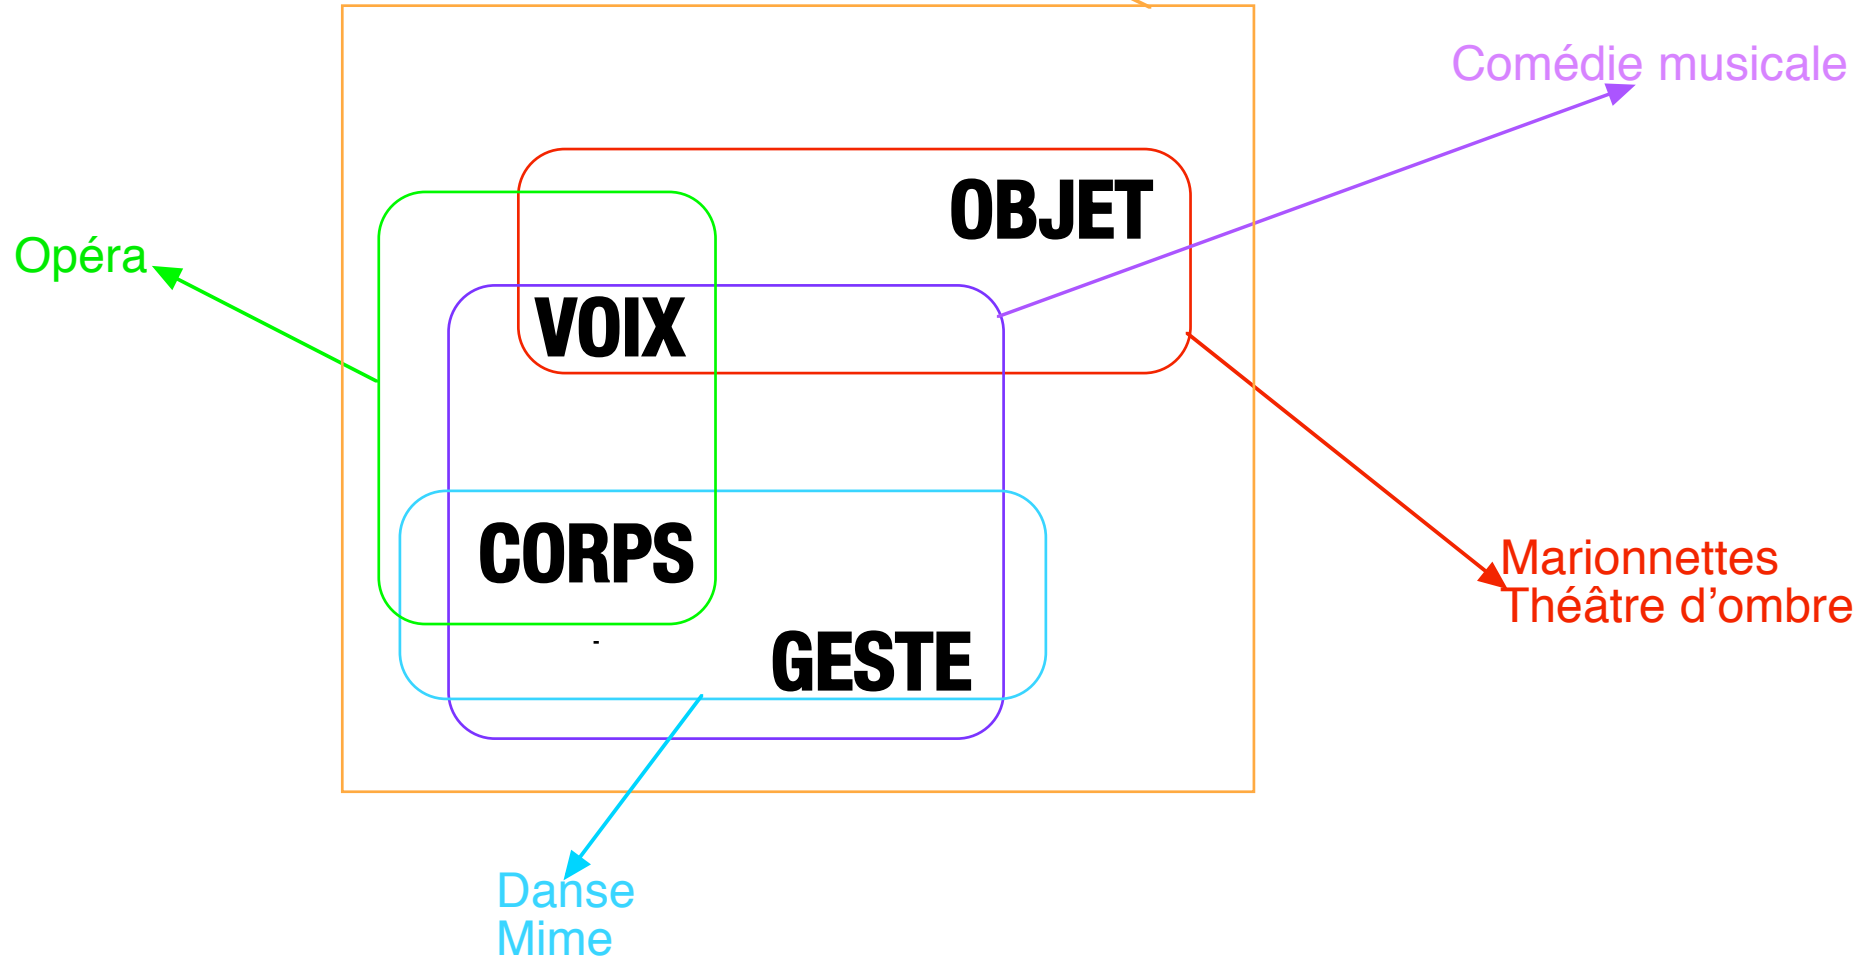 Comédie musicale
OBJET
Opéra
VOIX
CORPS
Marionnettes
Théâtre d’ombre
-
GESTE
Danse
Mime